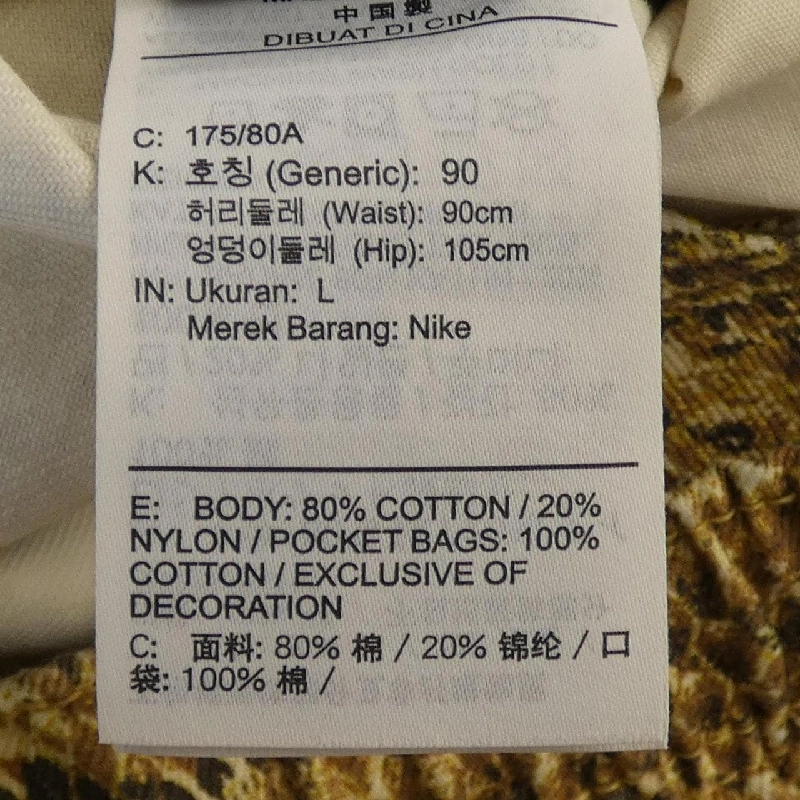 中国製
DIBUAT DI CINA
C: 175/80A
K: 호칭 (Generic): 90
허리둘레 (Waist): 90cm
엉덩이둘레 (Hip): 105cm
IN: Ukuran: L
Merek Barang: Nike
E: BODY: 80% COTTON / 20%
NYLON / POCKET BAGS: 100%
COTTON / EXCLUSIVE OF
DECORATION
C: 面料: 80% 棉 / 20% 锦纶 / 口
袋: 100% 棉 /